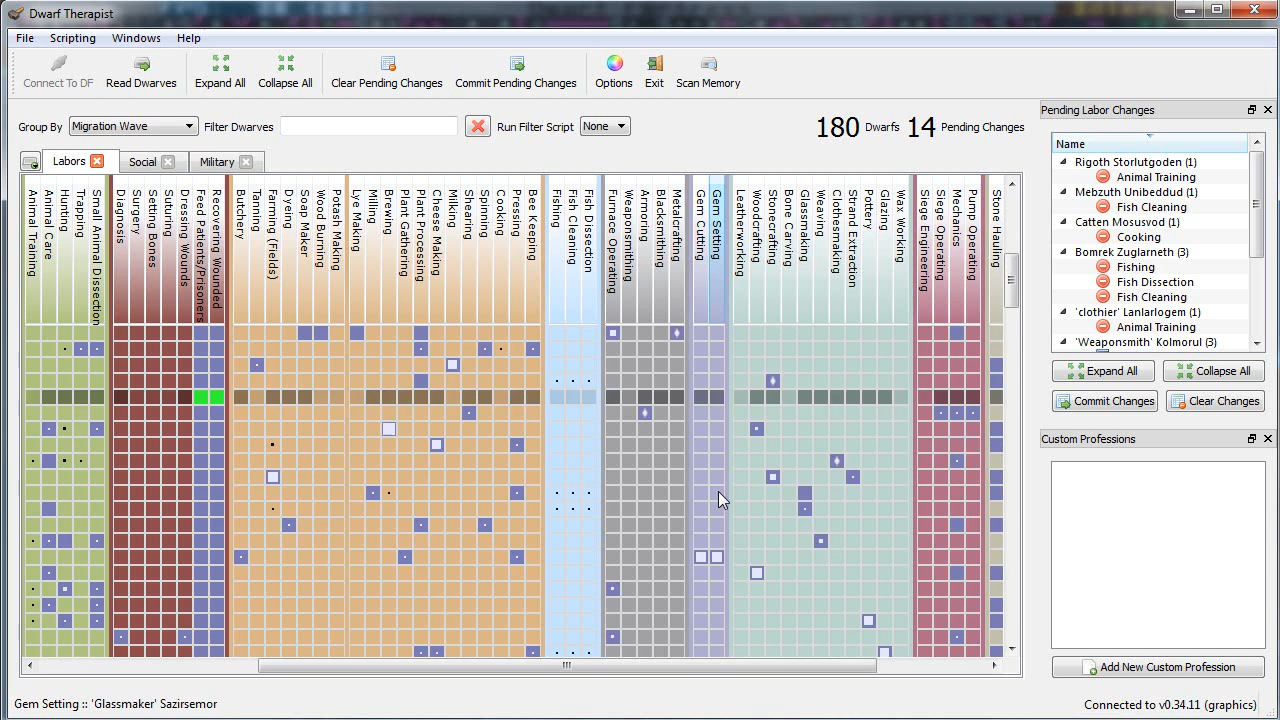 Dwarf Therapist
File Scripting Windows Help
Connect To DF Read Dwarves Expand All Collapse All Clear Pending Changes Commit Pending Changes Options Exit Scan Memory
Group By Migration Wave Filter Dwarves Run Filter Script None 180 Dwarfs 14 Pending Changes
Labors Social Military
Animal Training
Animal Care
Hunting
Trapping
Small Animal Dissection
Diagnosis
Surgery
Setting Bones
Suturing
Dressing Wounds
Feed Patients/Prisoners
Recovering Wounded
Butchery
Tanning
Farming (Fields)
Dyeing
Soap Maker
Wood Burning
Potash Making
Lye Making
Milling
Brewing
Plant Gathering
Plant Processing
Cheese Making
Milking
Shearing
Spinning
Cooking
Pressing
Bee Keeping
Fishing
Fish Cleaning
Fish Dissection
Furnace Operating
Weaponsmithing
Armoring
Blacksmithing
Metalcrafting
Gem Cutting
Gem Setting
Leatherworking
Woodcrafting
Stonecrafting
Bone Carving
Glassmaking
Weaving
Clothesmaking
Strand Extraction
Pottery
Glazing
Wax Working
Siege Engineering
Siege Operating
Mechanics
Pump Operating
Stone Hauling
Pending Labor Changes
Name
Rigoth Storlutgoden (1)
Animal Training
Mebzuth Unibeddud (1)
Fish Cleaning
Catten Mosusvod (1)
Cooking
Bomrek Zuglarneth (3)
Fishing
Fish Dissection
Fish Cleaning
'clothier' Lanlarlogem (1)
Animal Training
'Weaponsmith' Kolmorul (3)
Expand All Collapse All
Commit Changes Clear Changes
Custom Professions
Add New Custom Profession
Gem Setting :: 'Glassmaker' Sazirsemor Connected to v0.34.11 (graphics)